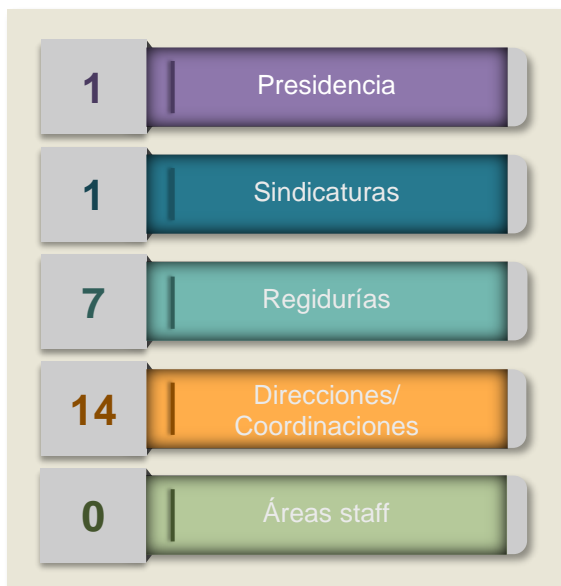 1
Presidencia
1
Sindicaturas
7
Regidurías
14
Direcciones/
Coordinaciones
0
Áreas staff